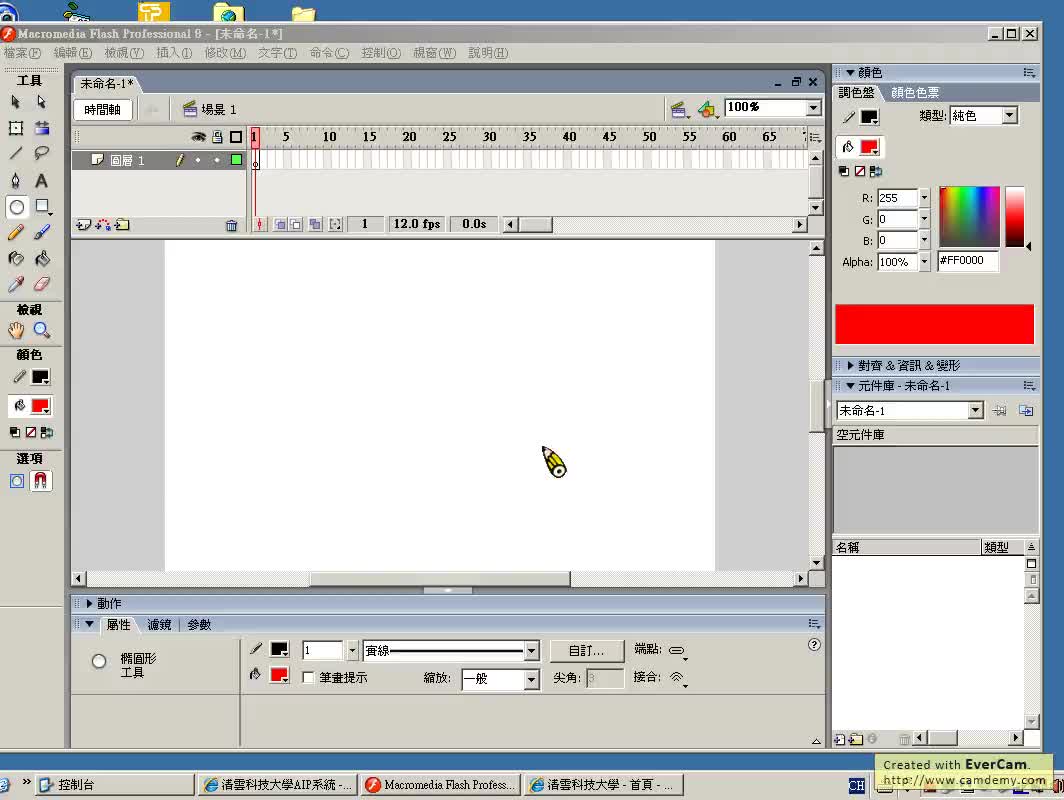 Macromedia Flash Professional 8 - [未命名-1*]
檔案(F) 編輯(E) 檢視(V) 插入(I) 修改(M) 文字(T) 命令(C) 控制(O) 視窗(W) 說明(H)
工具
未命名-1*
時間軸
場景 1
100%
1 5 10 15 20 25 30 35 40 45 50 55 60 65
圖層 1
1 12.0 fps 0.0s
檢視
顏色
選項
顏色
調色盤 顏色色票
類型: 純色
R: 255
G: 0
B: 0
Alpha: 100% #FF0000
對齊 & 資訊 & 變形
元件庫 - 未命名-1
未命名-1
空元件庫
名稱 類型
動作
屬性 濾鏡 參數
橢圓形
工具
1 實線 自訂... 端點:
筆畫提示 縮放: 一般 尖角: 3 接合:
Created with EverCam.
http://www.camdemy.com
控制台
潘雲科技大學AIP系統 -...
Macromedia Flash Profess...
潘雲科技大學 - 首頁 - ...
CH